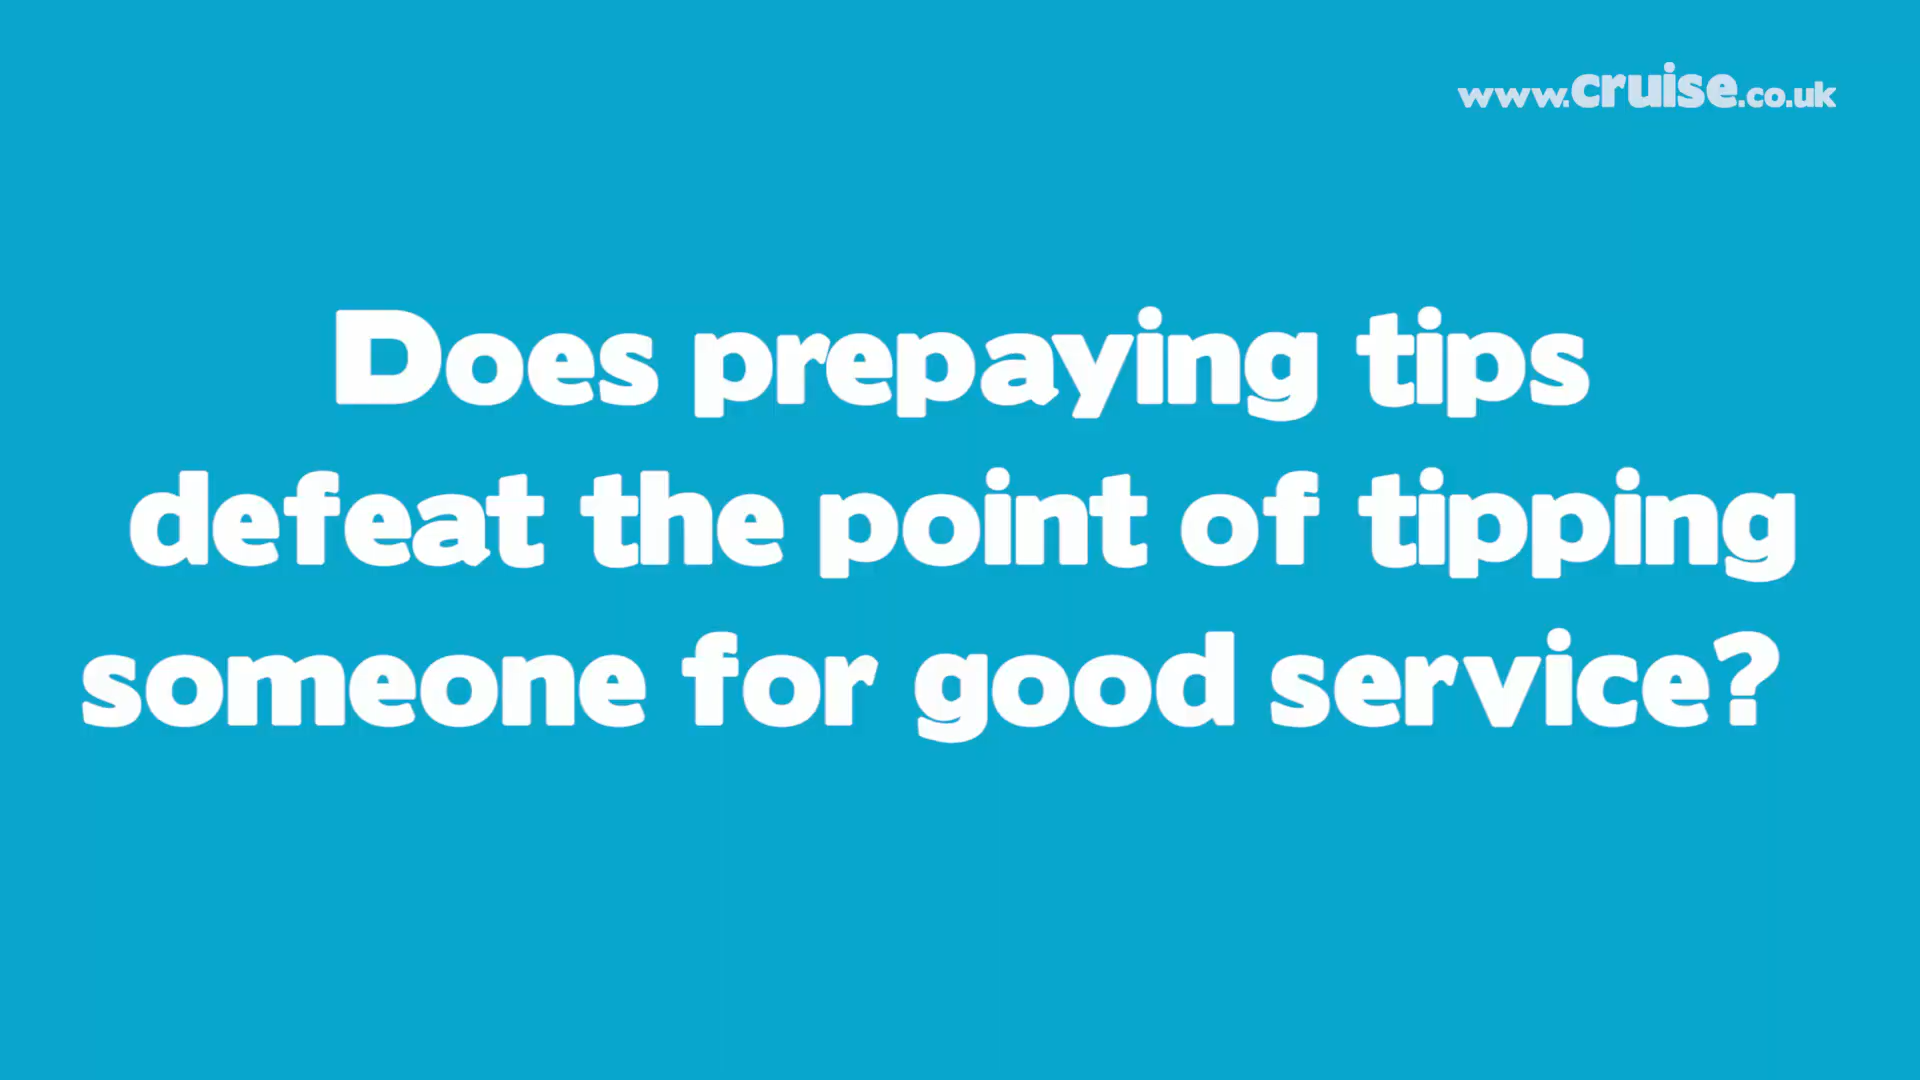 www.cruise.co.uk
Does prepaying tips
defeat the point of tipping
someone for good service?